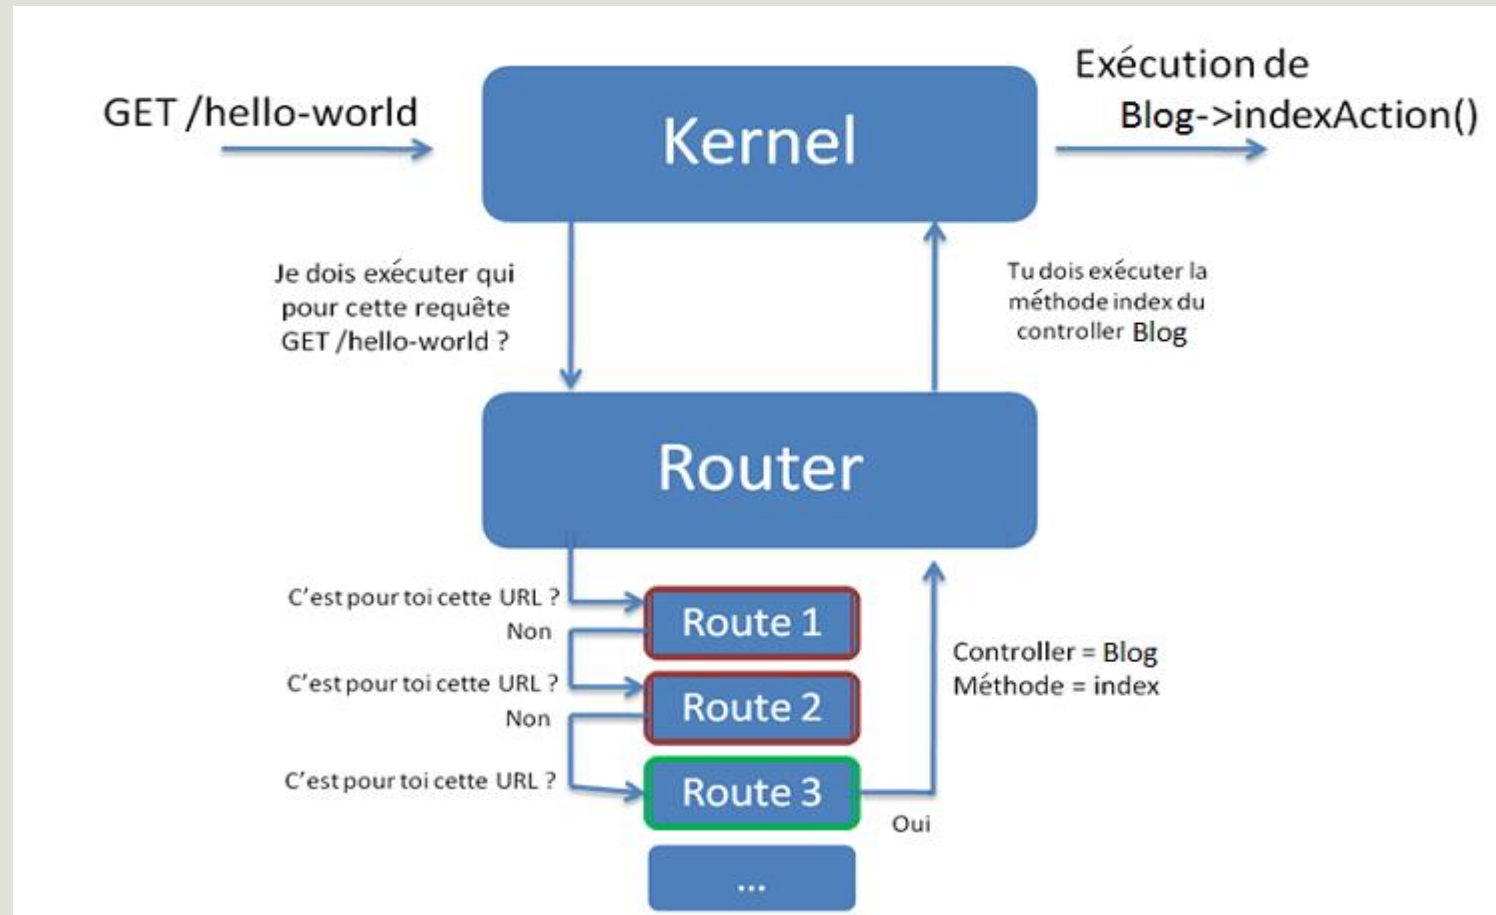 GET /hello-world
Kernel
Exécution de
Blog->indexAction()
Je dois exécuter qui
pour cette requête
GET /hello-world ?
Tu dois exécuter la
méthode index du
controller Blog
Router
C'est pour toi cette URL ?
Route 1
Non
C'est pour toi cette URL ?
Route 2
Non
C'est pour toi cette URL ?
Route 3
Oui
Controller = Blog
Méthode = index
...